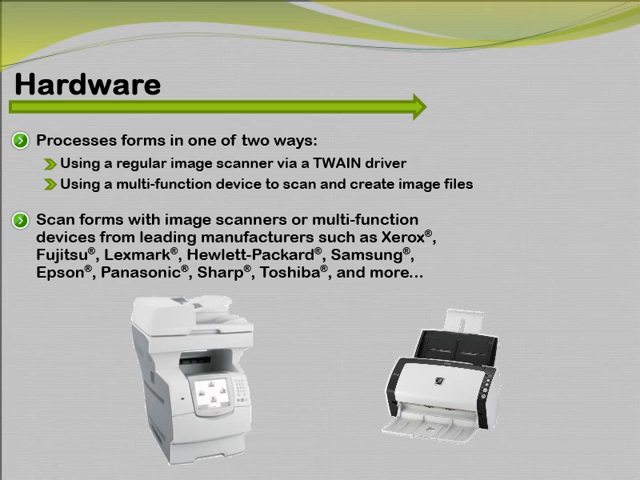 Hardware
Processes forms in one of two ways:
Using a regular image scanner via a TWAIN driver
Using a multi-function device to scan and create image files
Scan forms with image scanners or multi-function
devices from leading manufacturers such as Xerox®,
Fujitsu®, Lexmark®, Hewlett-Packard®, Samsung®,
Epson®, Panasonic®, Sharp®, Toshiba®, and more...